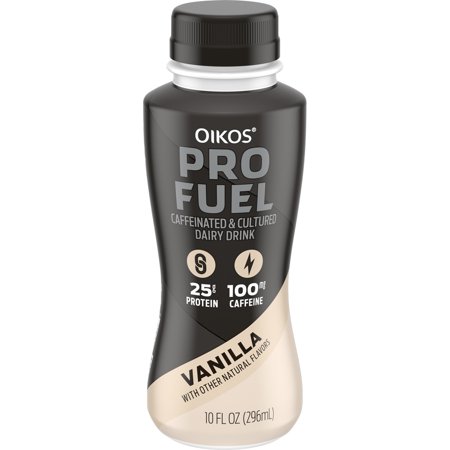 OIKOS®
PRO
FUEL
CAFFEINATED & CULTURED
DAIRY DRINK
25g 100mg
PROTEIN CAFFEINE
VANILLA
WITH OTHER NATURAL FLAVORS
10 FL OZ (296mL)